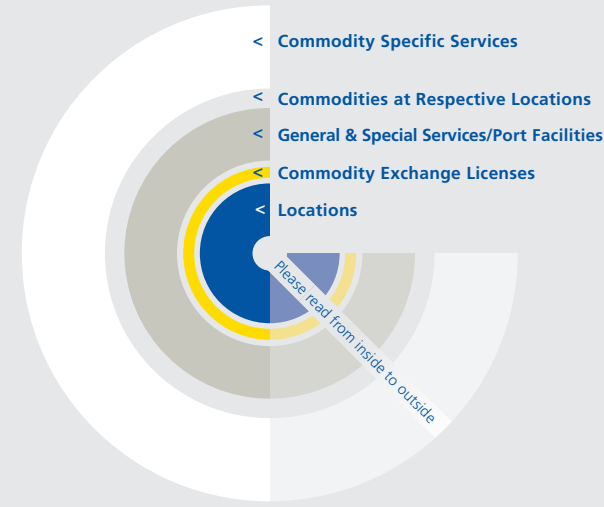 < Commodity Specific Services
< Commodities at Respective Locations
< General & Special Services/Port Facilities
< Commodity Exchange Licenses
< Locations
Please read from inside to outside